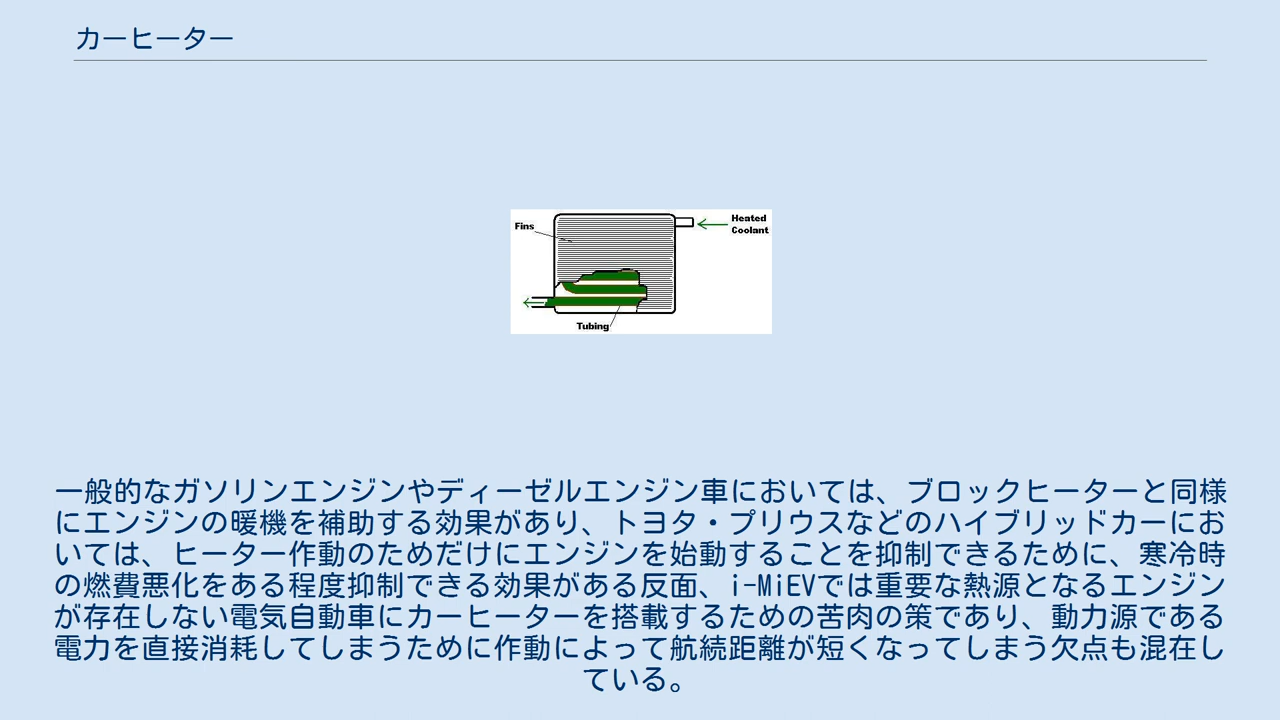 カーヒーター
Fins
Heated
Coolant
Tubing
一般的なガソリンエンジンやディーゼルエンジン車においては、ブロックヒーターと同様
にエンジンの暖機を補助する効果があり、トヨタ・プリウスなどのハイブリッドカーにお
いては、ヒーター作動のためだけにエンジンを始動することを抑制できるために、寒冷時
の燃費悪化をある程度抑制できる効果がある反面、i-MiEVでは重要な熱源となるエンジン
が存在しない電気自動車にカーヒーターを搭載するための苦肉の策であり、動力源である
電力を直接消耗してしまうために作動によって航続距離が短くなってしまう欠点も混在し
ている。